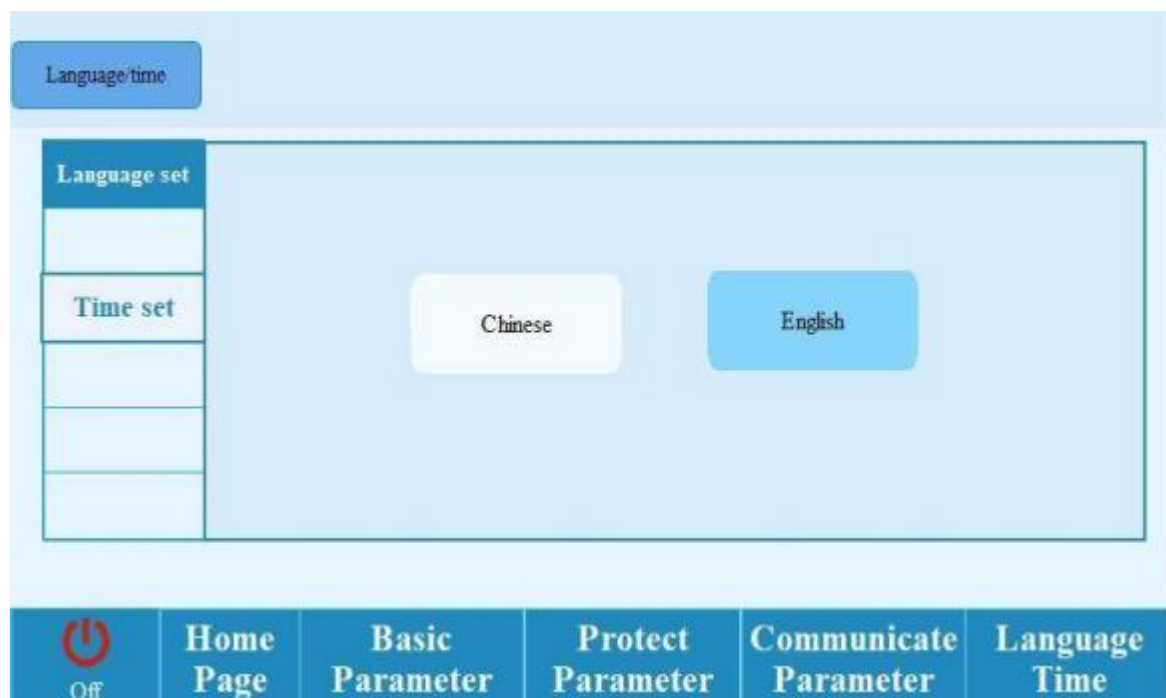 Language/time
Language set
Time set
Chinese
English
Off
Home
Page
Basic
Parameter
Protect
Parameter
Communicate
Parameter
Language
Time